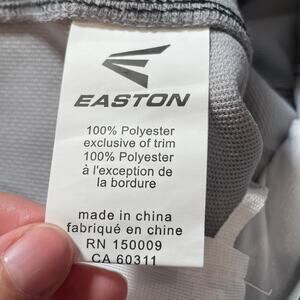 EASTON
100% Polyester
exclusive of trim
100% Polyester
à l'exception de
la bordure
made in china
fabriqué en chine
RN 150009
CA 60311